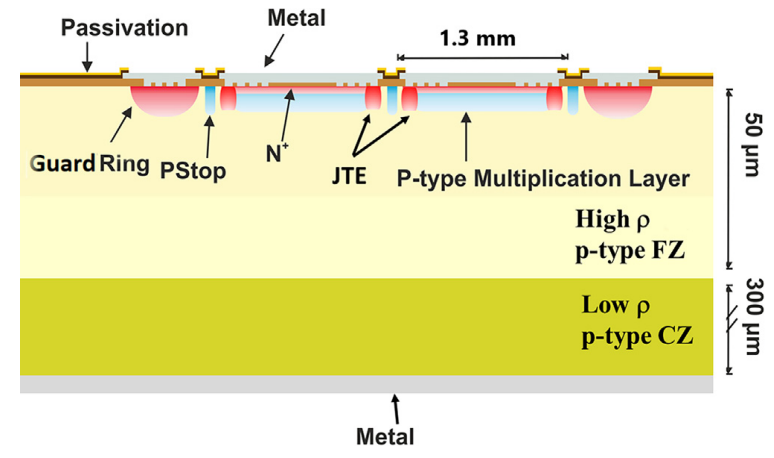 Metal
Passivation
1.3 mm
Guard Ring
PStop
N⁺
JTE
P-type Multiplication Layer
50 µm
High ρ
p-type FZ
Low ρ
p-type CZ
300 µm
Metal